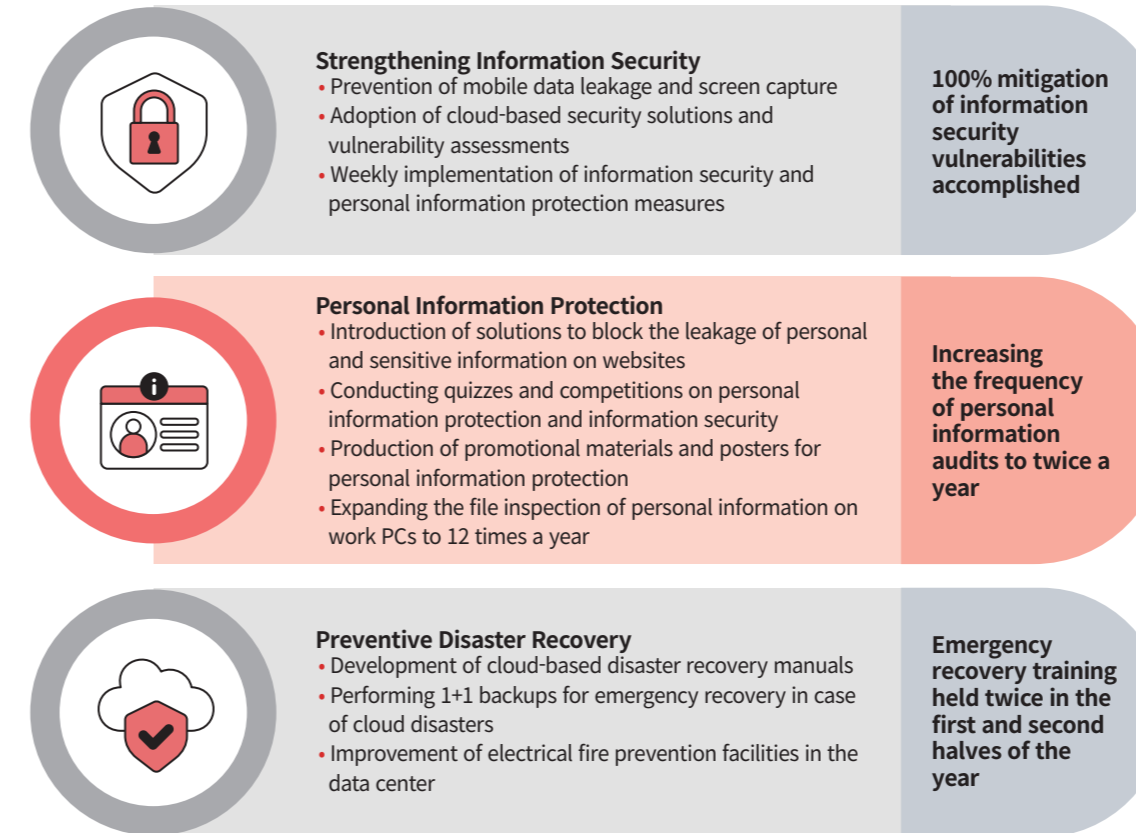 Strengthening Information Security
• Prevention of mobile data leakage and screen capture
• Adoption of cloud-based security solutions and
vulnerability assessments
• Weekly implementation of information security and
personal information protection measures
100% mitigation
of information
security
vulnerabilities
accomplished
i
Personal Information Protection
• Introduction of solutions to block the leakage of personal
and sensitive information on websites
• Conducting quizzes and competitions on personal
information protection and information security
• Production of promotional materials and posters for
personal information protection
• Expanding the file inspection of personal information on
work PCs to 12 times a year
Increasing
the frequency
of personal
information
audits to twice a
year
Preventive Disaster Recovery
• Development of cloud-based disaster recovery manuals
• Performing 1+1 backups for emergency recovery in case
of cloud disasters
• Improvement of electrical fire prevention facilities in the
data center
Emergency
recovery training
held twice in the
first and second
halves of the
year